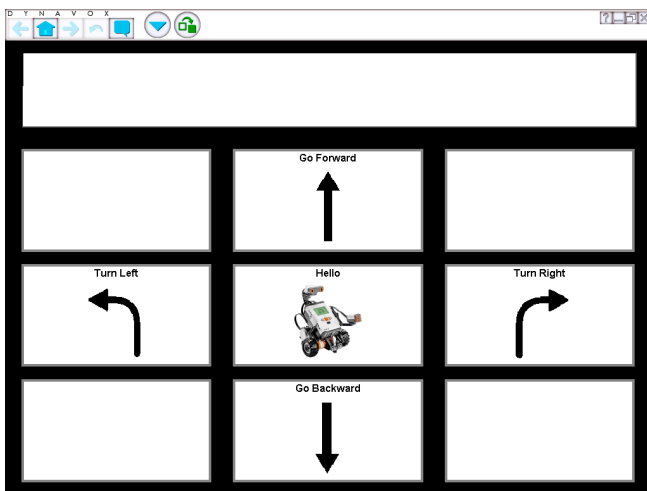 DYNAVOX
Go Forward
Turn Left
Hello
Turn Right
Go Backward